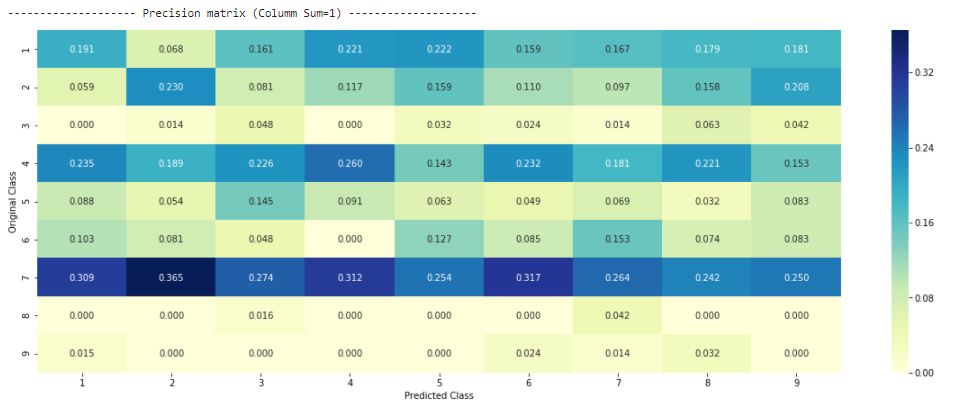 -------------------- Precision matrix (Columm Sum=1) --------------------
1 0.191 0.068 0.161 0.221 0.222 0.159 0.167 0.179 0.181
2 0.059 0.230 0.081 0.117 0.159 0.110 0.097 0.158 0.208
3 0.000 0.014 0.048 0.000 0.032 0.024 0.014 0.063 0.042
4 0.235 0.189 0.226 0.260 0.143 0.232 0.181 0.221 0.153
5 0.088 0.054 0.145 0.091 0.063 0.049 0.069 0.032 0.083
6 0.103 0.081 0.048 0.000 0.127 0.085 0.153 0.074 0.083
7 0.309 0.365 0.274 0.312 0.254 0.317 0.264 0.242 0.250
8 0.000 0.000 0.016 0.000 0.000 0.000 0.042 0.000 0.000
9 0.015 0.000 0.000 0.000 0.000 0.024 0.014 0.032 0.000
1 2 3 4 5 6 7 8 9
Predicted Class
Original Class
0.32
0.24
0.16
0.08
0.00